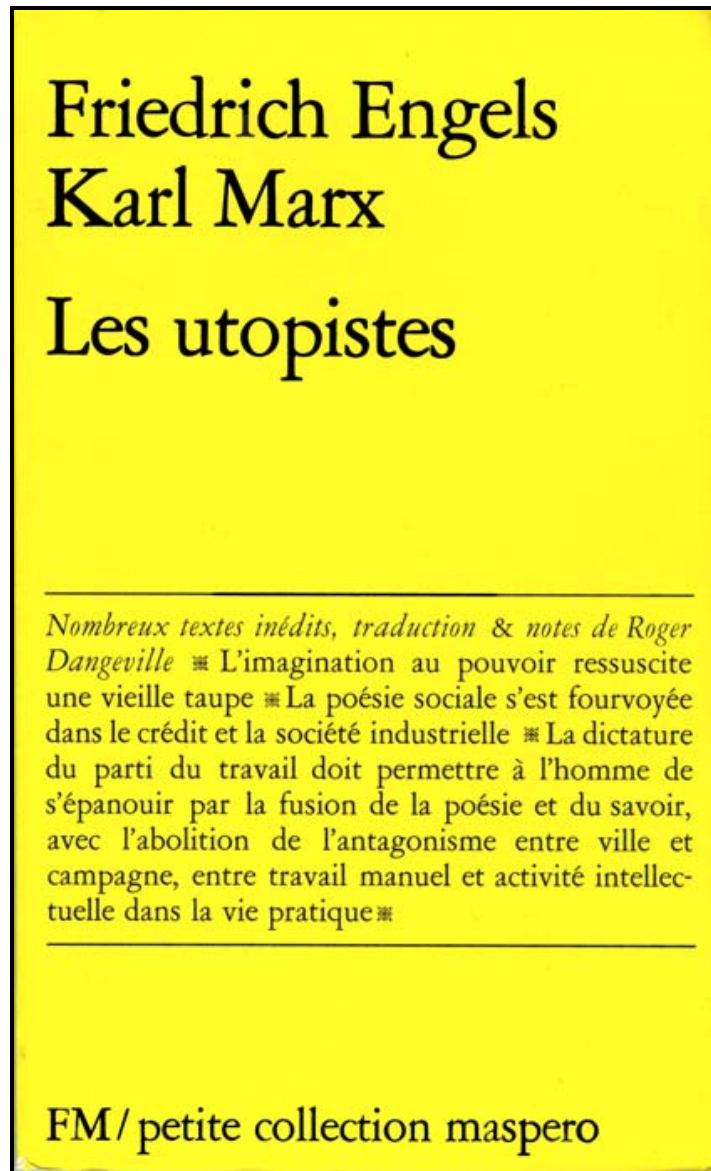 Friedrich Engels
Karl Marx
Les utopistes
Nombreux textes inédits, traduction & notes de Roger
Dangeville ※ L'imagination au pouvoir ressuscite
une vieille taupe ※ La poésie sociale s'est fourvoyée
dans le crédit et la société industrielle ※ La dictature
du parti du travail doit permettre à l'homme de
s'épanouir par la fusion de la poésie et du savoir,
avec l'abolition de l'antagonisme entre ville et
campagne, entre travail manuel et activité intellec-
tuelle dans la vie pratique ※
FM/petite collection maspero